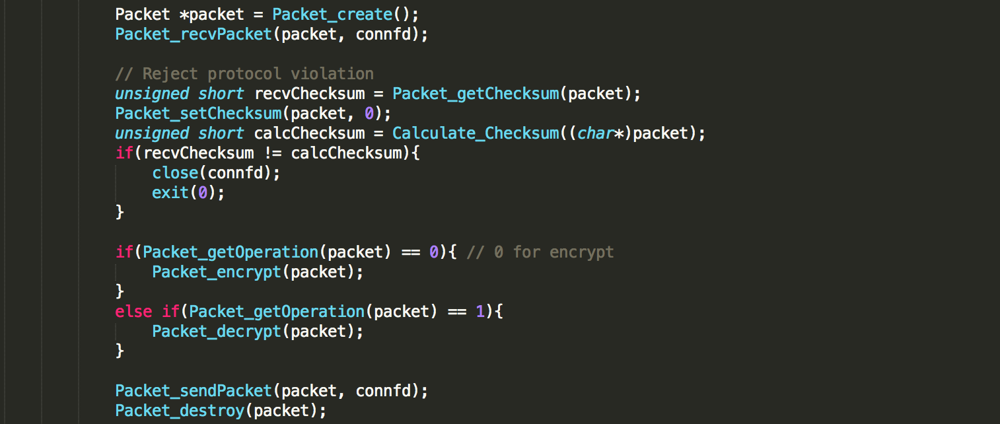 Packet *packet = Packet_create();
Packet_recvPacket(packet, connfd);
// Reject protocol violation
unsigned short recvChecksum = Packet_getChecksum(packet);
Packet_setChecksum(packet, 0);
unsigned short calcChecksum = Calculate_Checksum((char*)packet);
if(recvChecksum != calcChecksum){
close(connfd);
exit(0);
}
if(Packet_getOperation(packet) == 0){ // 0 for encrypt
Packet_encrypt(packet);
}
else if(Packet_getOperation(packet) == 1){
Packet_decrypt(packet);
}
Packet_sendPacket(packet, connfd);
Packet_destroy(packet);